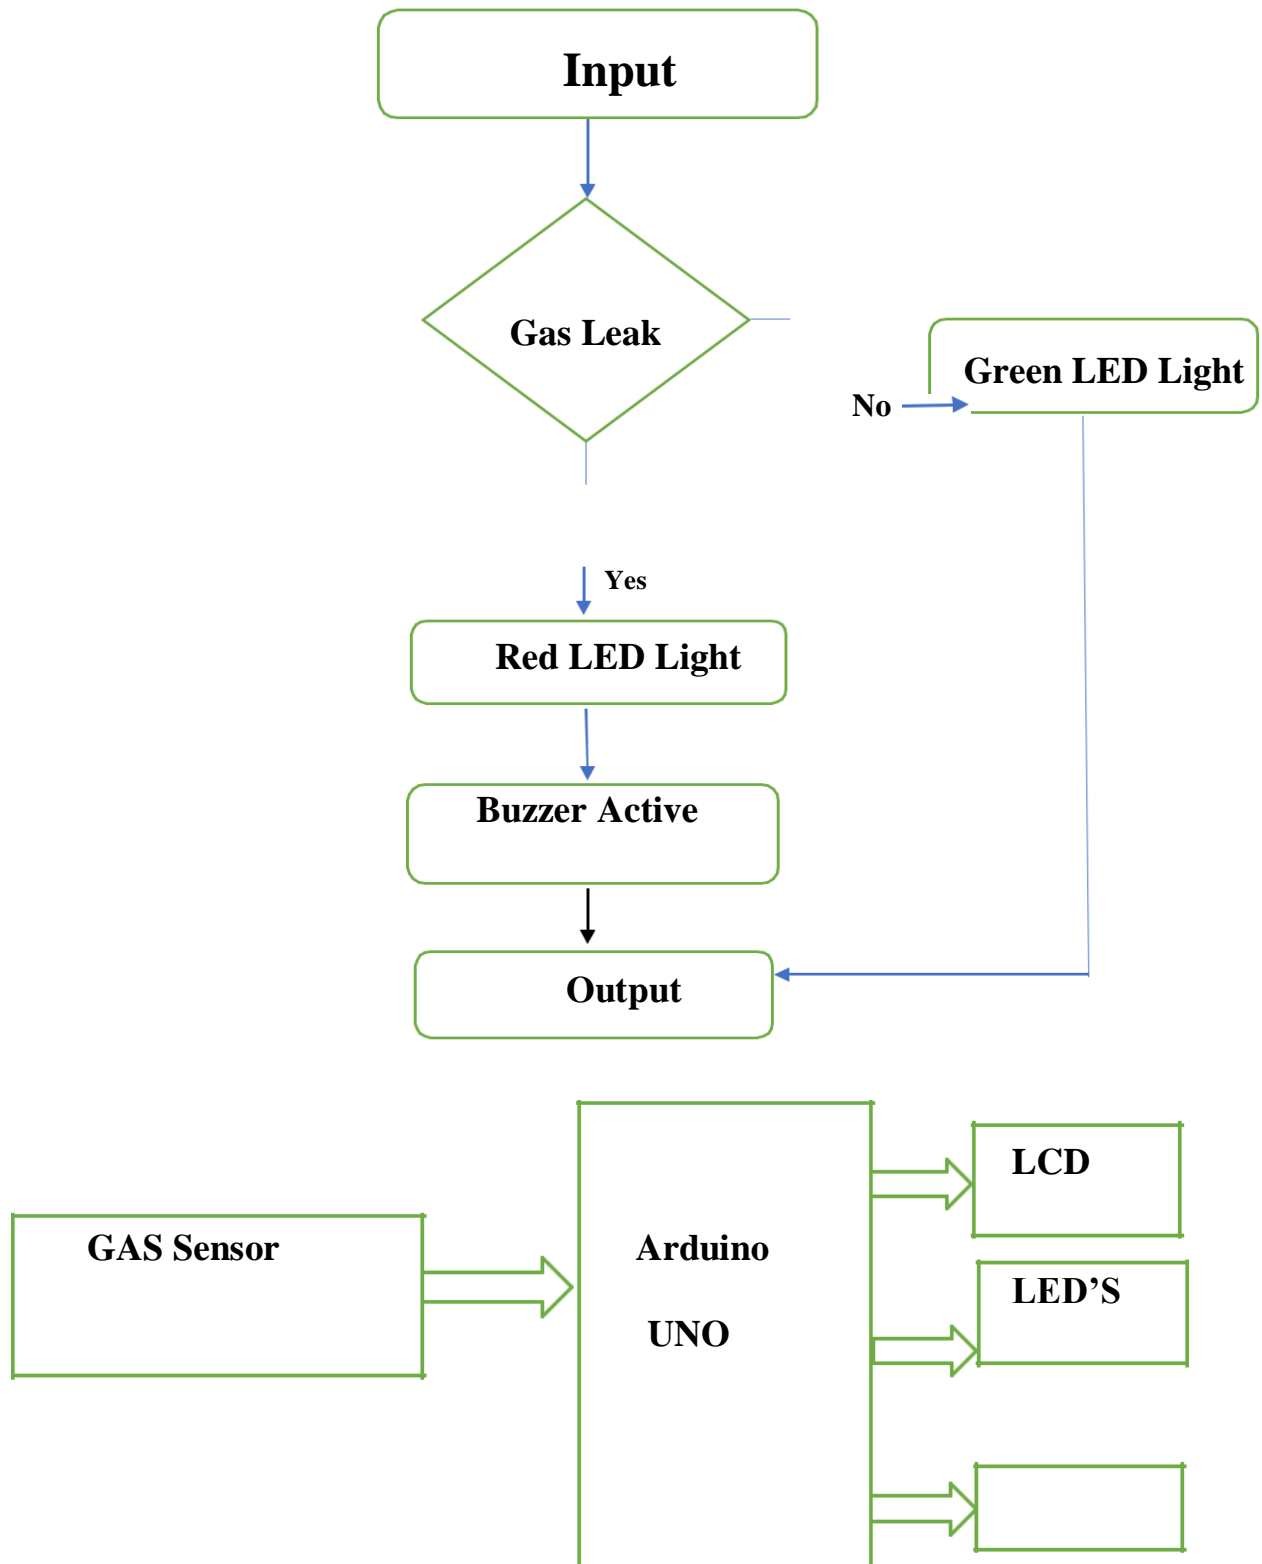 Input
Gas Leak
Green LED Light
No
Yes
Red LED Light
Buzzer Active
Output
LCD
GAS Sensor
Arduino
LED’S
UNO